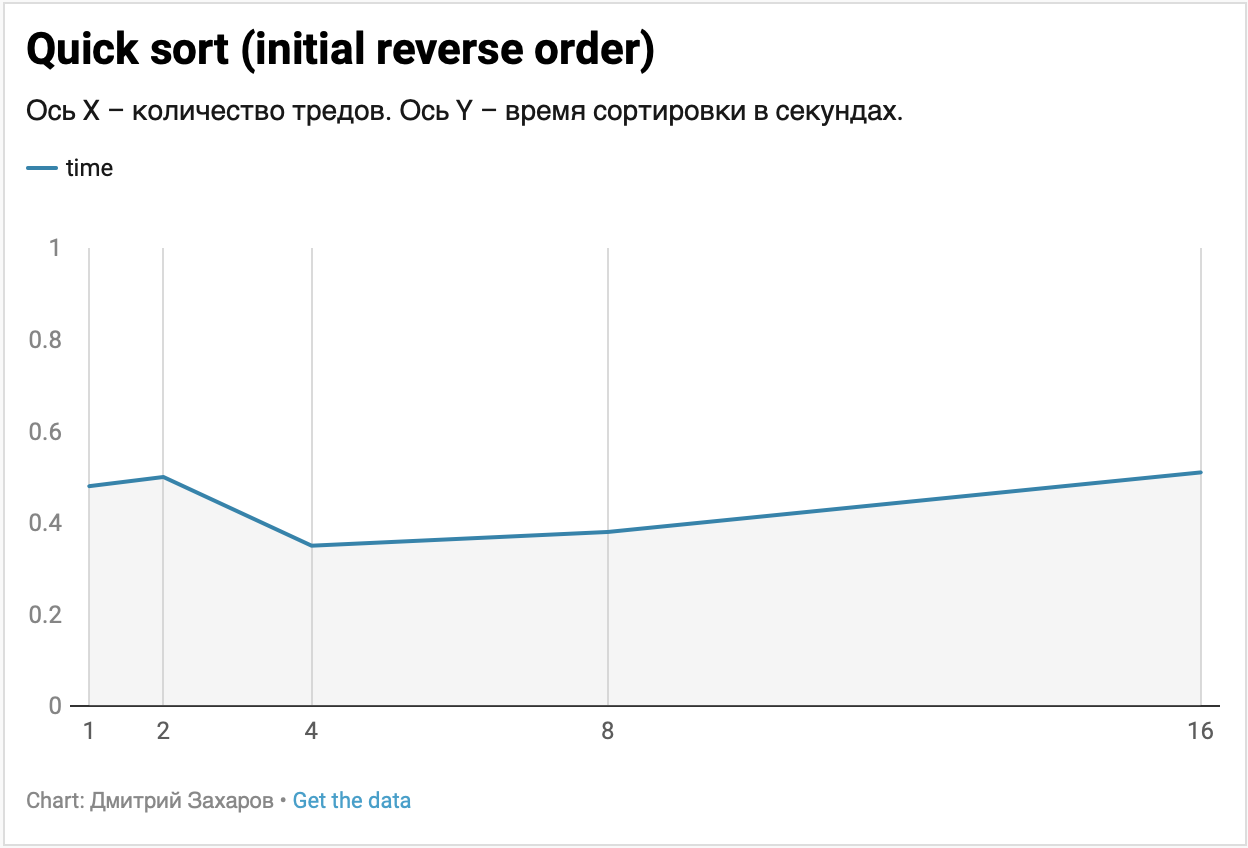 Quick sort (initial reverse order)
Ось X – количество тредов. Ось Y – время сортировки в секундах.
time
1
0.8
0.6
0.4
0.2
0
1 2 4 8 16
Chart: Дмитрий Захаров • Get the data